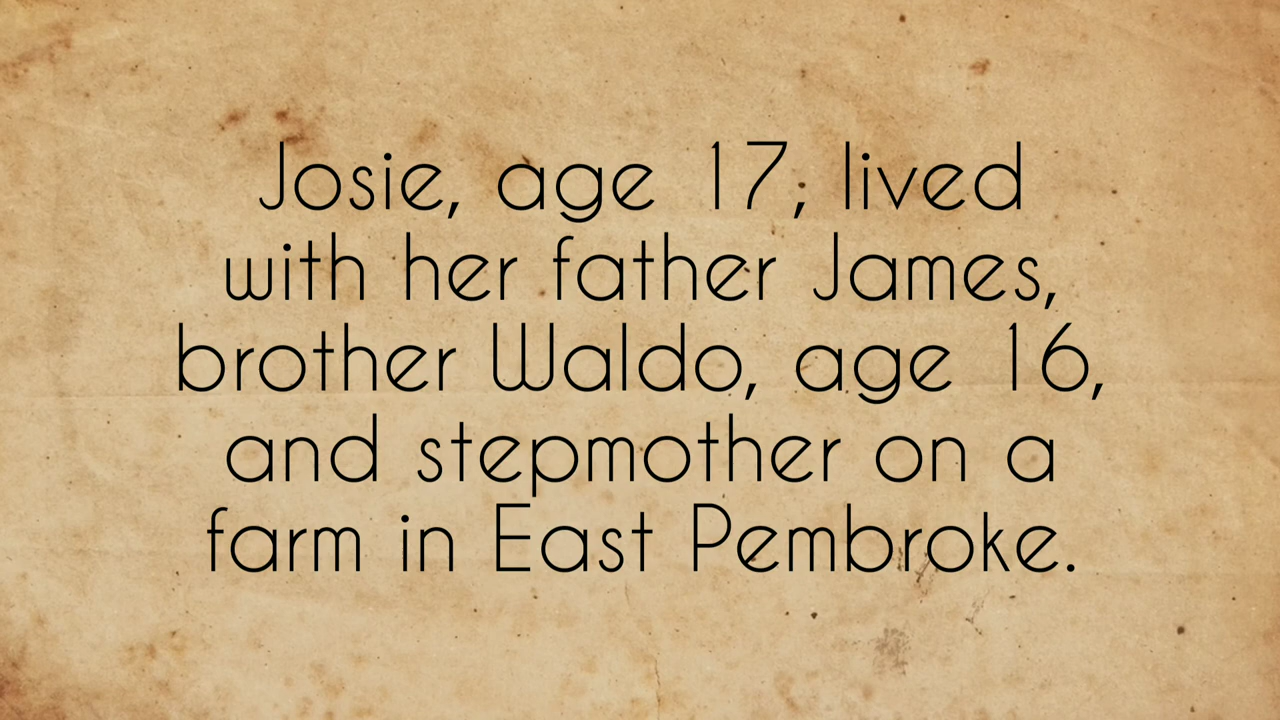 Josie, age 17, lived
with her father James,
brother Waldo, age 16,
and stepmother on a
farm in East Pembroke.